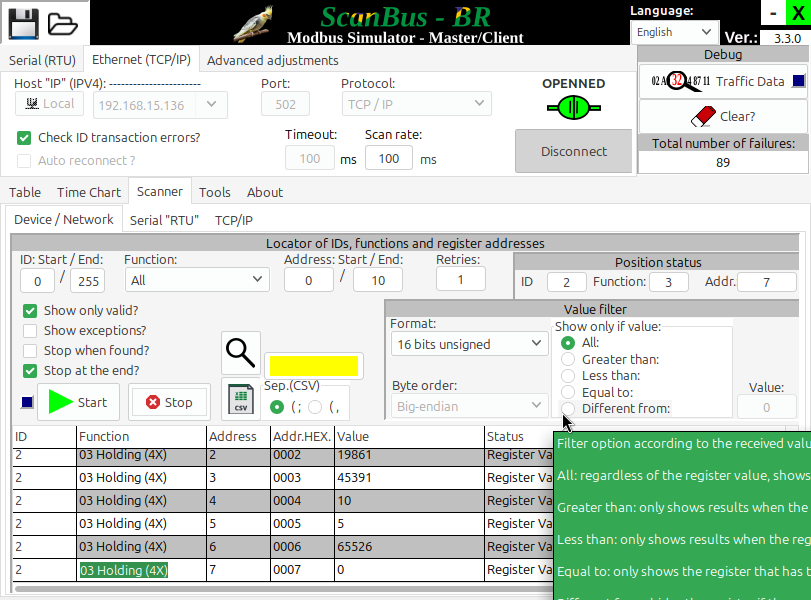 ScanBus - BR
Modbus Simulator - Master/Client
Language:
English
- X
Ver.: 3.3.0
Serial (RTU) Ethernet (TCP/IP) Advanced adjustments
Debug
Host "IP" (IPV4): ----------------------- Port: Protocol: OPENNED
Local 192.168.15.136 502 TCP / IP
02 A 32 4 87 11 Traffic Data
Check ID transaction errors?
Auto reconnect ?
Timeout: Scan rate:
100 ms 100 ms
Disconnect
Clear?
Total number of failures:
89
Table Time Chart Scanner Tools About
Device / Network Serial "RTU" TCP/IP
Locator of IDs, functions and register addresses
ID: Start / End: Function: Address: Start / End: Retries:
0 / 255 All 0 / 10 1
Position status
ID 2 Function: 3 Addr. 7
Show only valid?
Show exceptions?
Stop when found?
Stop at the end?
Value filter
Format:
16 bits unsigned
Byte order:
Big-endian
Show only if value:
All:
Greater than:
Less than:
Equal to:
Different from:
Value:
0
Start Stop
CSV
Sep.(CSV)
( ; ( ,
ID Function Address Addr.HEX. Value Status
2 03 Holding (4X) 2 0002 19861 Register Va
2 03 Holding (4X) 3 0003 45391 Register Va
2 03 Holding (4X) 4 0004 10 Register Va
2 03 Holding (4X) 5 0005 5 Register Va
2 03 Holding (4X) 6 0006 65526 Register Va
2 03 Holding (4X) 7 0007 0 Register Va
Filter option according to the received valu
All: regardless of the register value, shows
Greater than: only shows results when the
Less than: only shows results when the reg
Equal to: only shows the register that has t